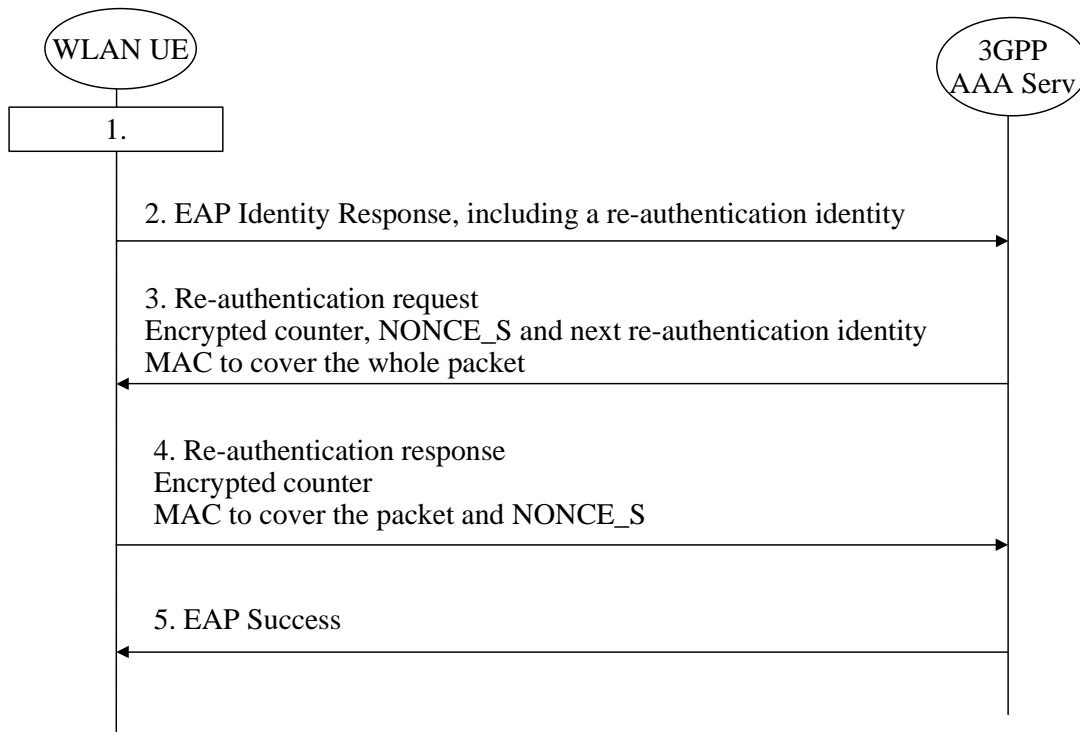 WLAN UE
3GPP
AAA Serv
1.
2. EAP Identity Response, including a re-authentication identity
3. Re-authentication request
Encrypted counter, NONCE_S and next re-authentication identity
MAC to cover the whole packet
4. Re-authentication response
Encrypted counter
MAC to cover the packet and NONCE_S
5. EAP Success